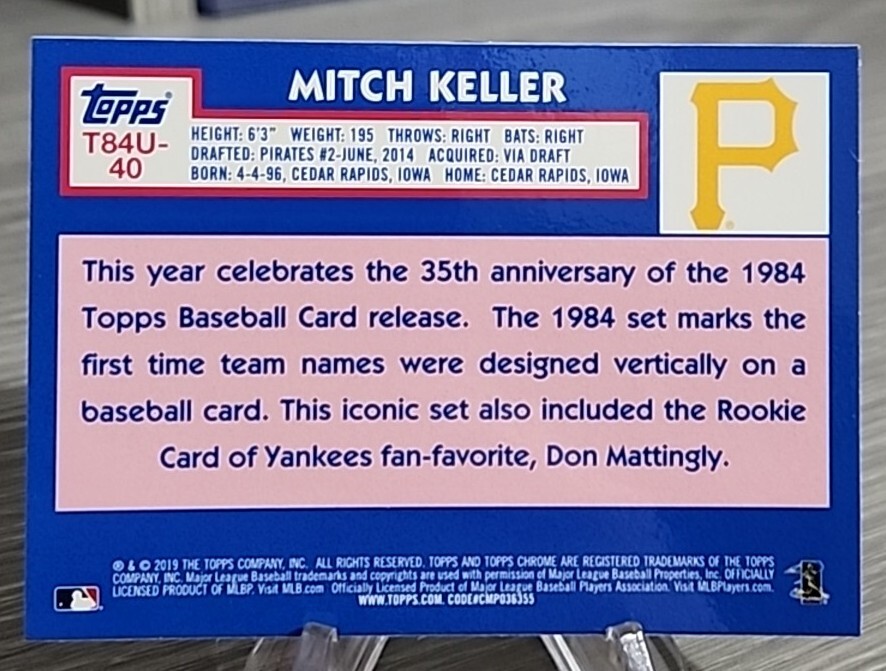 MITCH KELLER
Topps®
T84U-
40
HEIGHT: 6'3" WEIGHT: 195 THROWS: RIGHT BATS: RIGHT
DRAFTED: PIRATES #2-JUNE, 2014 ACQUIRED: VIA DRAFT
BORN: 4-4-96, CEDAR RAPIDS, IOWA HOME: CEDAR RAPIDS, IOWA
P®
This year celebrates the 35th anniversary of the 1984
Topps Baseball Card release. The 1984 set marks the
first time team names were designed vertically on a
baseball card. This iconic set also included the Rookie
Card of Yankees fan-favorite, Don Mattingly.
® & © 2019 THE TOPPS COMPANY, INC. ALL RIGHTS RESERVED. TOPPS AND TOPPS CHROME ARE REGISTERED TRADEMARKS OF THE TOPPS
COMPANY, INC. Major League Baseball trademarks and copyrights are used with permission of Major League Baseball Properties, Inc. OFFICIALLY
LICENSED PRODUCT OF MLBP. Visit MLB.com Officially Licensed Product of Major League Baseball Players Association. Visit MLBPlayers.com.
WWW.TOPPS.COM. CODE#CMP036355